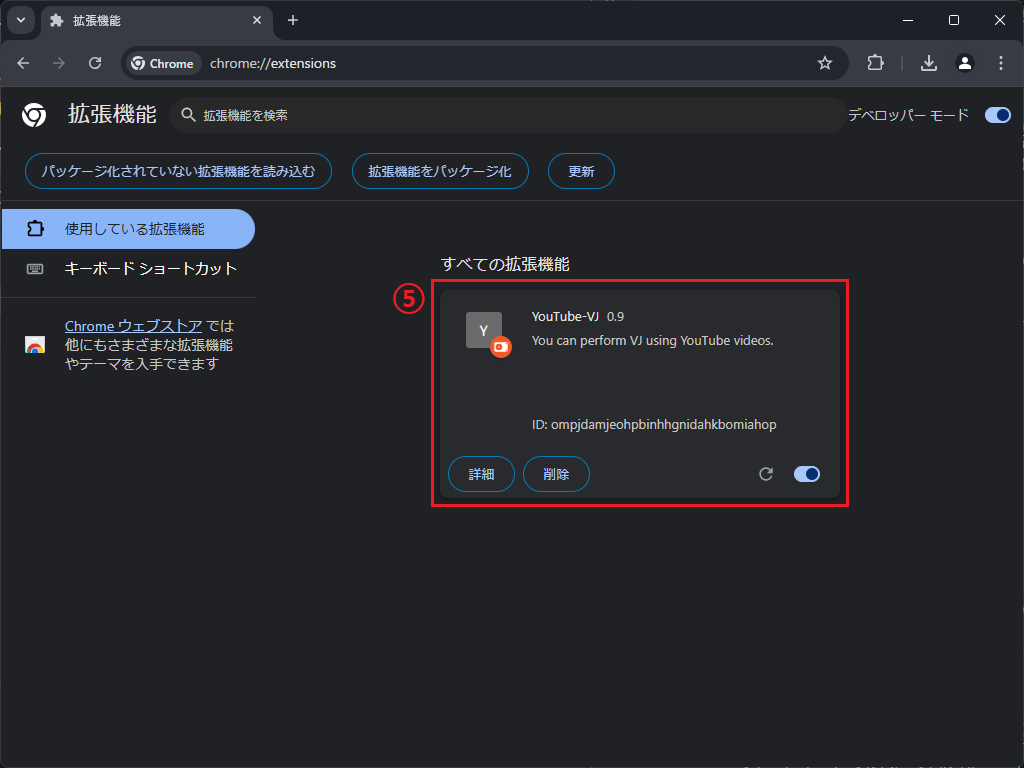 拡張機能
Chrome
chrome://extensions
拡張機能
拡張機能を検索
デベロッパー モード
パッケージ化されていない拡張機能を読み込む
拡張機能をパッケージ化
更新
使用している拡張機能
キーボード ショートカット
Chrome ウェブストア では
他にもさまざまな拡張機能
やテーマを入手できます
すべての拡張機能
⑤
Y
YouTube-VJ 0.9
You can perform VJ using YouTube videos.
ID: ompjdamjeohpbinhhgnidahkbomiahop
詳細
削除